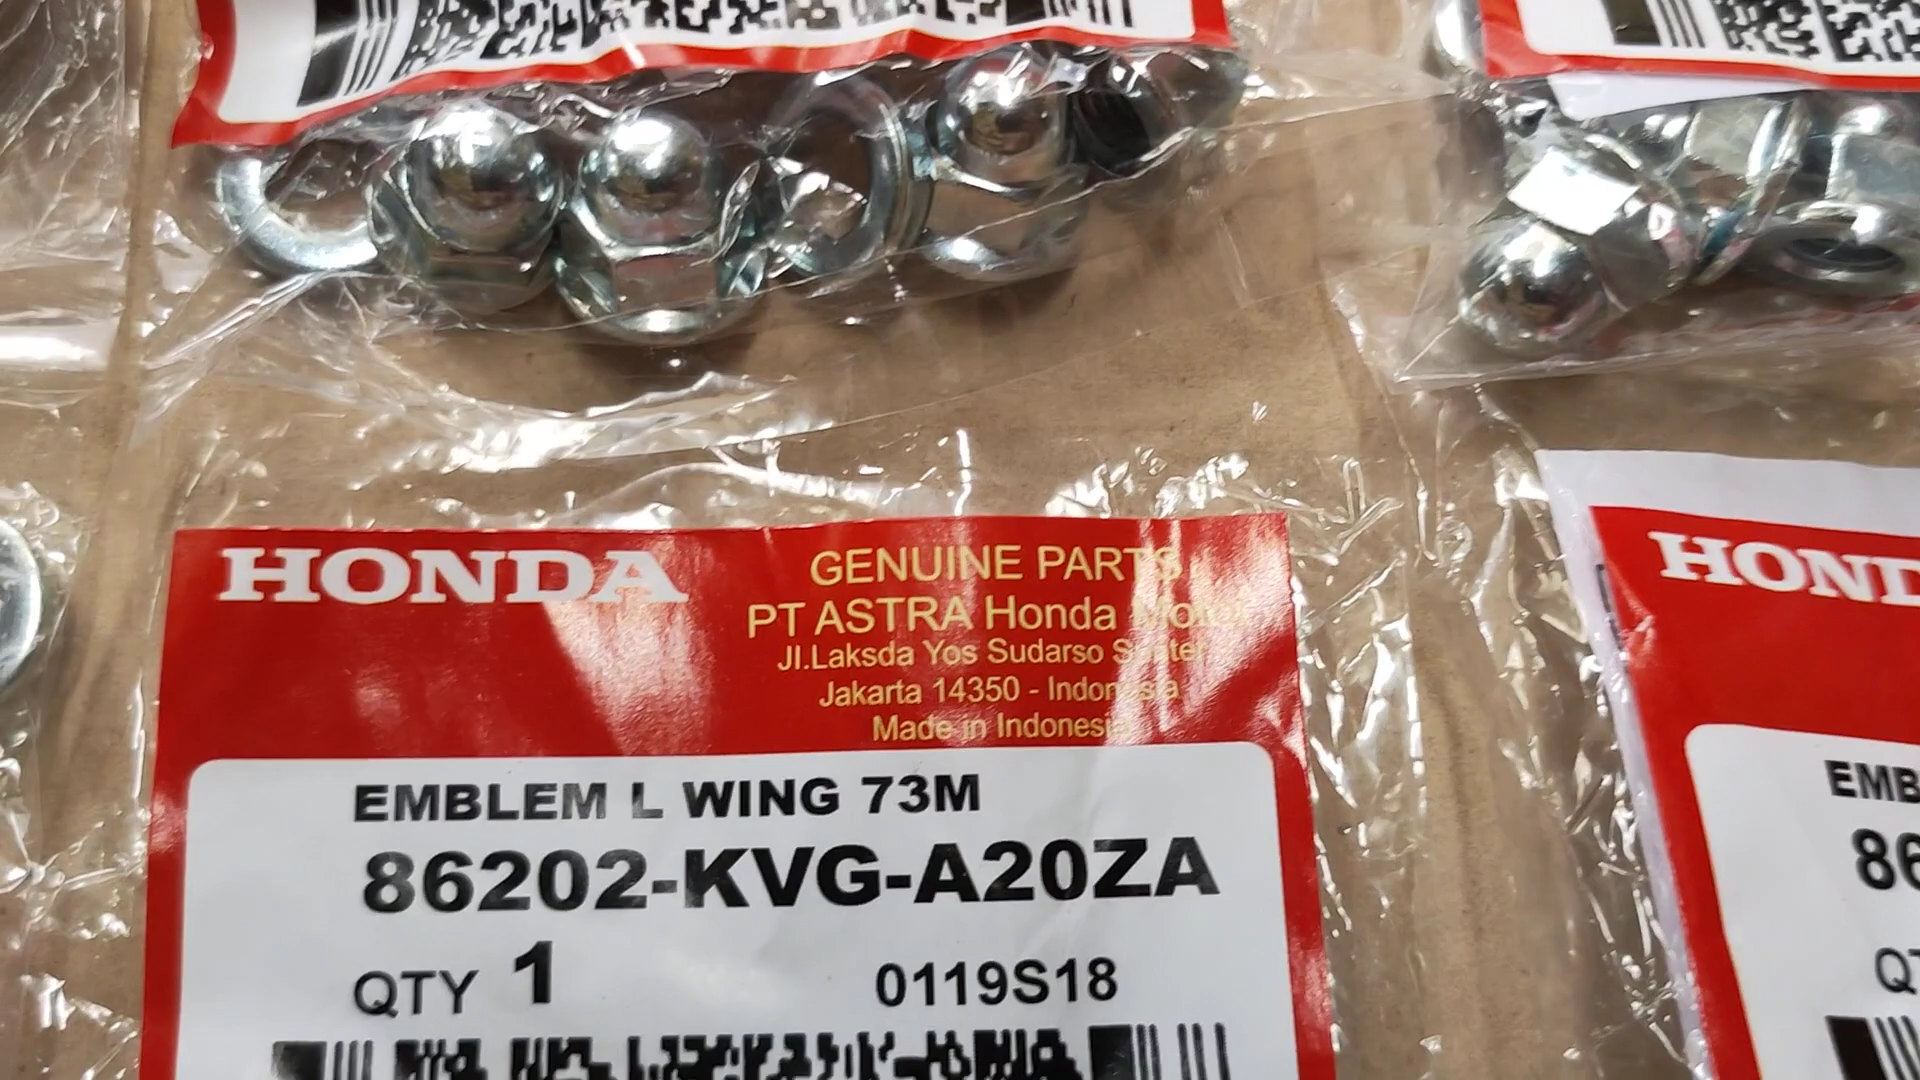 HONDA
GENUINE PARTS
PT ASTRA Honda Motor
Jl.Laksda Yos Sudarso Sunter
Jakarta 14350 - Indonesia
Made in Indonesia
EMBLEM L WING 73M
86202-KVG-A20ZA
QTY 1
0119S18
HOND
EMB
86
QT